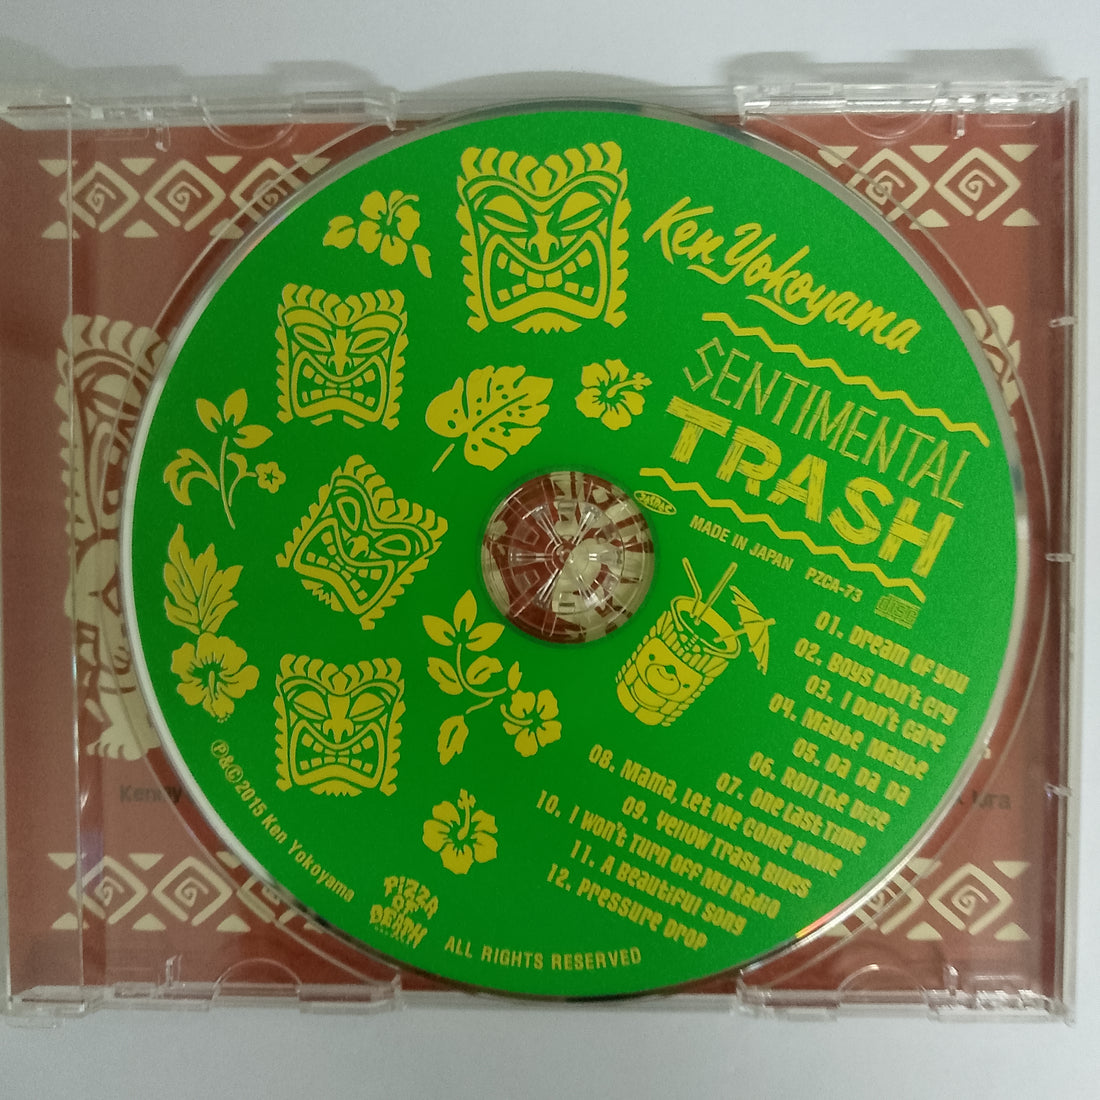 Ken Yokoyama
SENTIMENTAL
TRASH
JASRAC
MADE IN JAPAN PZCA-73
01. Dream of you
02. Boys Don't Cry
03. I Don't Care
04. Maybe Maybe
05. Da Da Da
06. Roll The Dice
07. One Last Time
08. Mama, Let Me Come Home
09. Yellow Trash Blues
10. I Won't Turn Off My Radio
11. A Beautiful Song
12. Pressure Drop
Ⓟ&©2015 Ken Yokoyama
PIZZA
OF
DEATH
ALL RIGHTS RESERVED